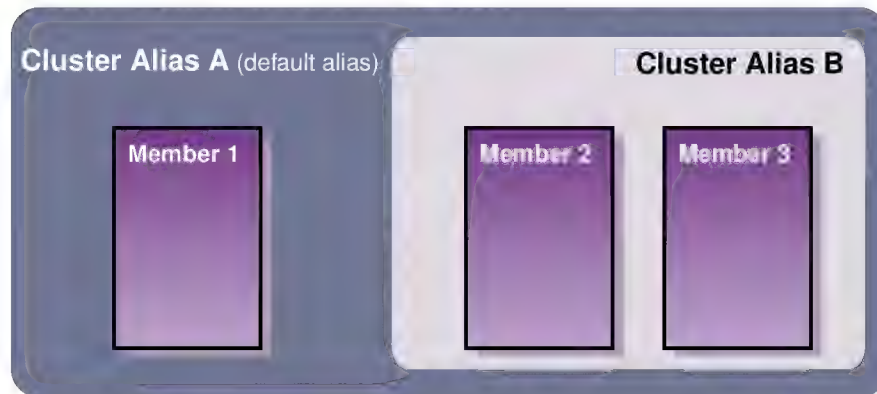 Cluster Alias A (default alias)
Cluster Alias B
Member 1
Member 2
Member 3